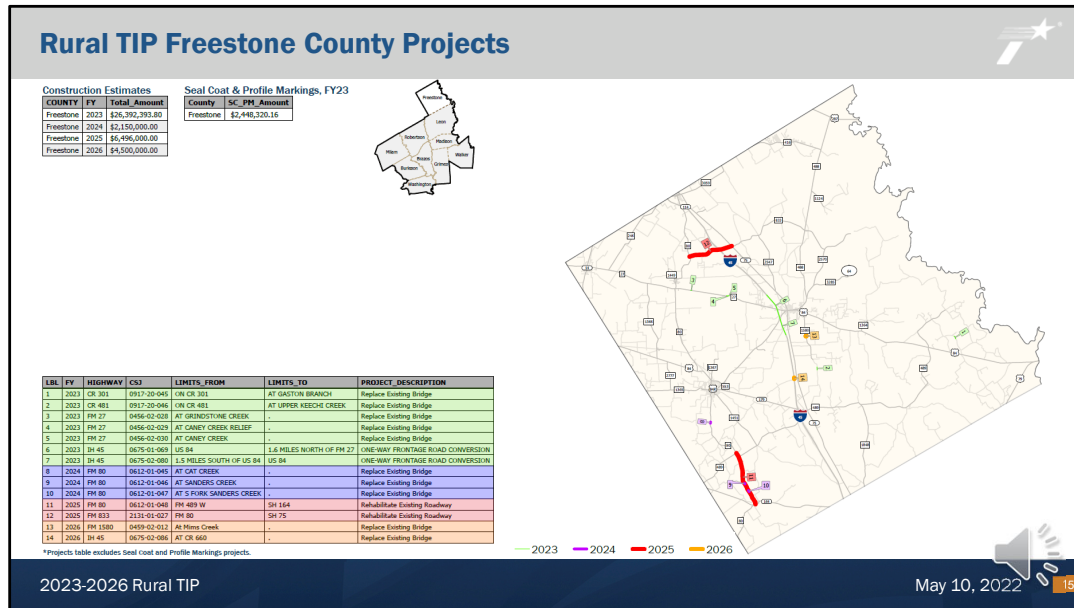 Rural TIP Freestone County Projects
Construction Estimates
COUNTY FY Total_Amount
Freestone 2023 $26,392,393.80
Freestone 2024 $2,150,000.00
Freestone 2025 $6,496,000.00
Freestone 2026 $4,500,000.00
Seal Coat & Profile Markings, FY23
County SC_PM_Amount
Freestone $2,448,320.16
Freestone
Leon
Robertson
Madison
Milam
Brazos
Walker
Grimes
Burleson
Washington
LBL FY HIGHWAY CSJ LIMITS_FROM LIMITS_TO PROJECT_DESCRIPTION
1 2023 CR 301 0917-20-045 ON CR 301 AT GASTON BRANCH Replace Existing Bridge
2 2023 CR 481 0917-20-046 ON CR 481 AT UPPER KEECHI CREEK Replace Existing Bridge
3 2023 FM 27 0456-02-028 AT GRINDSTONE CREEK . Replace Existing Bridge
4 2023 FM 27 0456-02-029 AT CANEY CREEK RELIEF . Replace Existing Bridge
5 2023 FM 27 0456-02-030 AT CANEY CREEK . Replace Existing Bridge
6 2023 IH 45 0675-01-069 US 84 1.6 MILES NORTH OF FM 27 ONE-WAY FRONTAGE ROAD CONVERSION
7 2023 IH 45 0675-02-080 1.5 MILES SOUTH OF US 84 US 84 ONE-WAY FRONTAGE ROAD CONVERSION
8 2024 FM 80 0612-01-045 AT CAT CREEK . Replace Existing Bridge
9 2024 FM 80 0612-01-046 AT SANDERS CREEK . Replace Existing Bridge
10 2024 FM 80 0612-01-047 AT S FORK SANDERS CREEK . Replace Existing Bridge
11 2025 FM 80 0612-01-048 FM 489 W SH 164 Rehabilitate Existing Roadway
12 2025 FM 833 2131-01-027 FM 80 SH 75 Rehabilitate Existing Roadway
13 2026 FM 1580 0459-02-012 At Mims Creek . Replace Existing Bridge
14 2026 IH 45 0675-02-086 AT CR 660 . Replace Existing Bridge
*Projects table excludes Seal Coat and Profile Markings projects.
2023 2024 2025 2026
2023-2026 Rural TIP
May 10, 2022
15